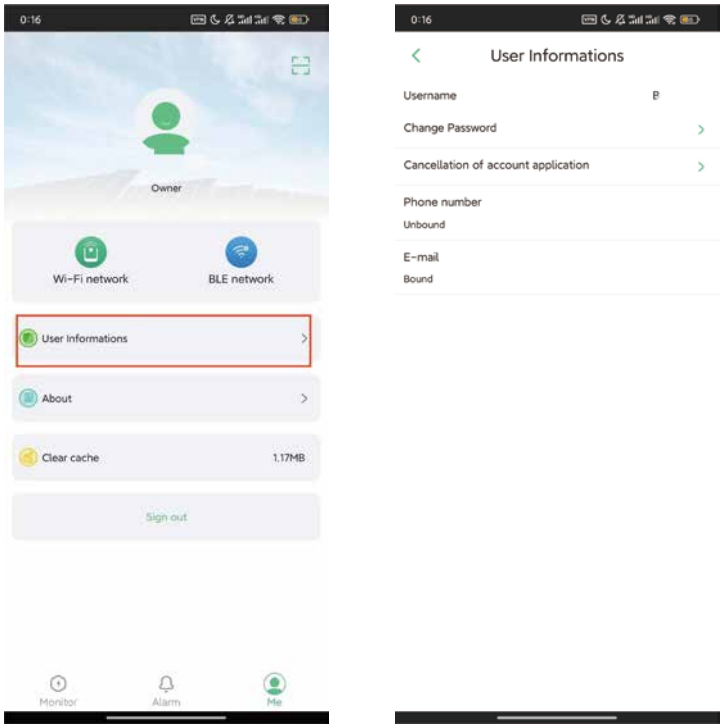 0:16
Owner
Wi-Fi network BLE network
User Informations
About
Clear cache 1.17MB
Sign out
Monitor Alarm Me
0:16
User Informations
Username
Change Password
Cancellation of account application
Phone number
Unbound
E-mail
Bound